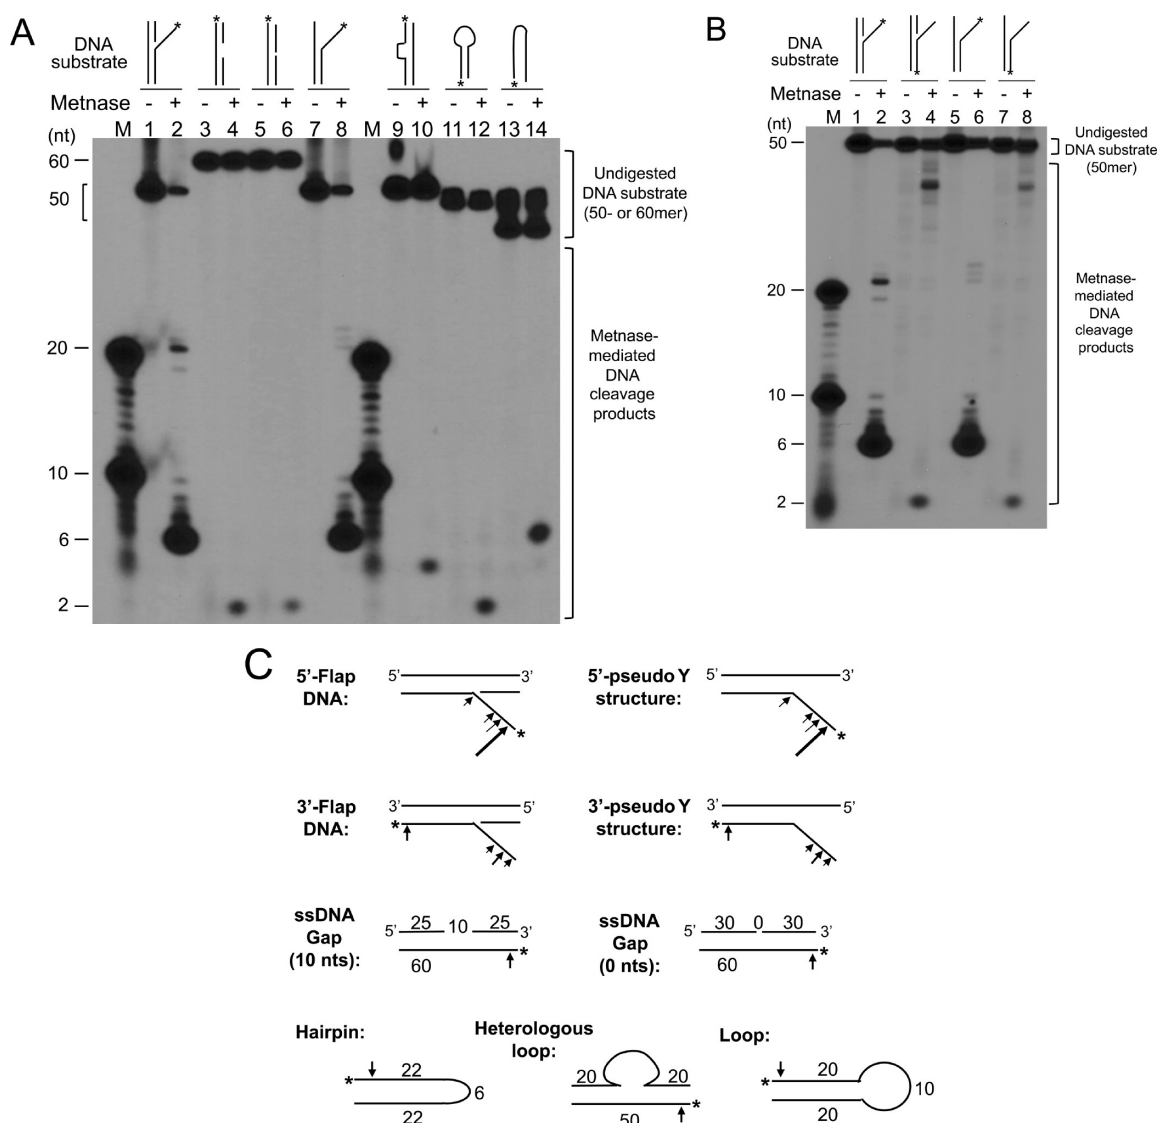 A
DNA
substrate
* * * * * * *
Metnase - + - + - + - + - + - + - +
(nt) M 1 2 3 4 5 6 7 8 M 9 10 11 12 13 14
60
50
20
10
6
2
Undigested
DNA substrate
(50- or 60mer)
Metnase-
mediated
DNA
cleavage
products
B
DNA
substrate
* * * *
Metnase - + - + - + - +
(nt) M 1 2 3 4 5 6 7 8
50
20
10
6
2
Undigested
DNA substrate
(50mer)
Metnase-
mediated
DNA
cleavage
products
C
5'-Flap
DNA:
5' 3'
*
5'-pseudo Y
structure:
5' 3'
*
3'-Flap
DNA:
3' 5'
*
3'-pseudo Y
structure:
3' 5'
*
ssDNA
Gap
(10 nts):
5' 25 10 25 3'
60 *
ssDNA
Gap
(0 nts):
5' 30 0 30 3'
60 *
Hairpin:
* 22
6
22
Heterologous
loop:
20 20
50 *
Loop:
* 20
10
20